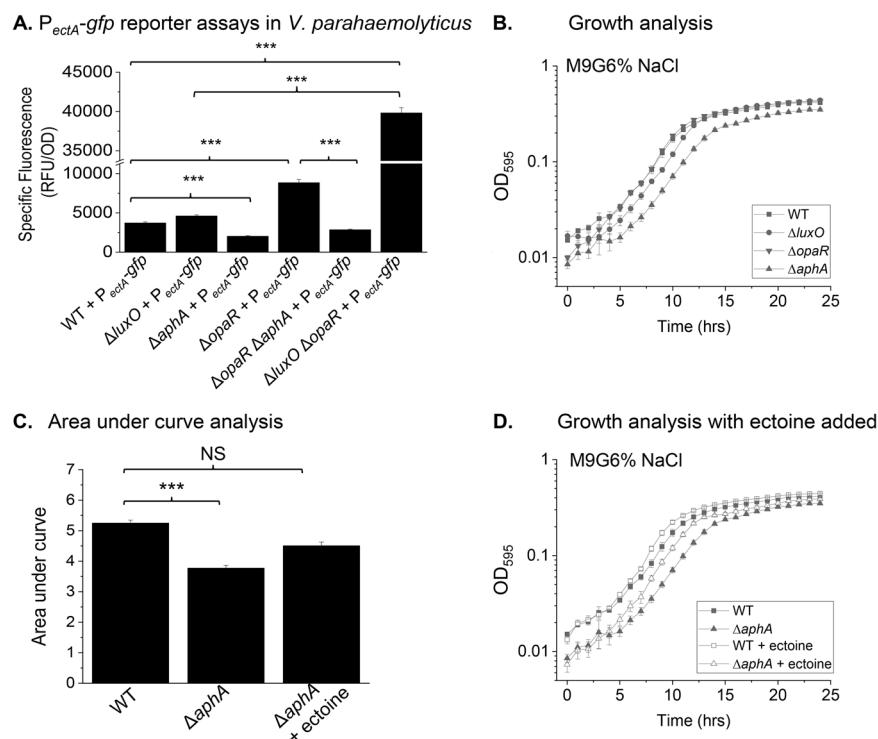 A. PectA-gfp reporter assays in V. parahaemolyticus
***
***
***
***
***
45000
40000
35000
10000
5000
0
Specific Fluorescence
(RFU/OD)
WT + PectA-gfp
ΔluxO + PectA-gfp
ΔaphA + PectA-gfp
ΔopaR + PectA-gfp
ΔopaR ΔaphA + PectA-gfp
ΔluxO ΔopaR + PectA-gfp
B. Growth analysis
M9G6% NaCl
1
0.1
0.01
OD595
WT
ΔluxO
ΔopaR
ΔaphA
0 5 10 15 20 25
Time (hrs)
C. Area under curve analysis
NS
***
7
6
5
4
3
2
1
0
Area under curve
WT
ΔaphA
ΔaphA
+ ectoine
D. Growth analysis with ectoine added
M9G6% NaCl
1
0.1
0.01
OD595
WT
ΔaphA
WT + ectoine
ΔaphA + ectoine
0 5 10 15 20 25
Time (hrs)